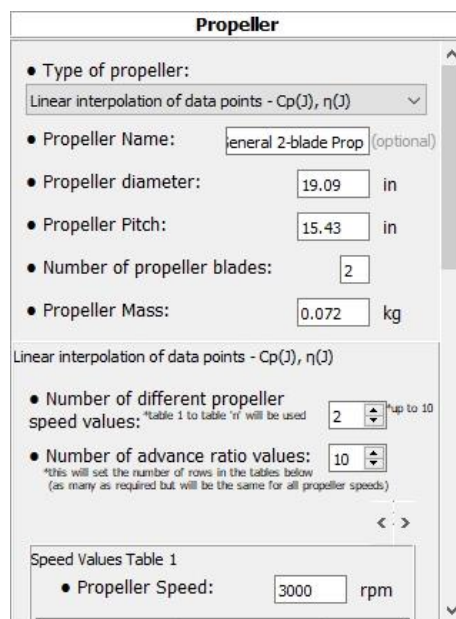 Propeller
● Type of propeller:
Linear interpolation of data points - Cp(J), η(J)
● Propeller Name: General 2-blade Prop (optional)
● Propeller diameter: 19.09 in
● Propeller Pitch: 15.43 in
● Number of propeller blades: 2
● Propeller Mass: 0.072 kg
Linear interpolation of data points - Cp(J), η(J)
● Number of different propeller
speed values: *table 1 to table 'n' will be used 2 *up to 10
● Number of advance ratio values: 10
*this will set the number of rows in the tables below
(as many as required but will be the same for all propeller speeds)
< >
Speed Values Table 1
● Propeller Speed: 3000 rpm